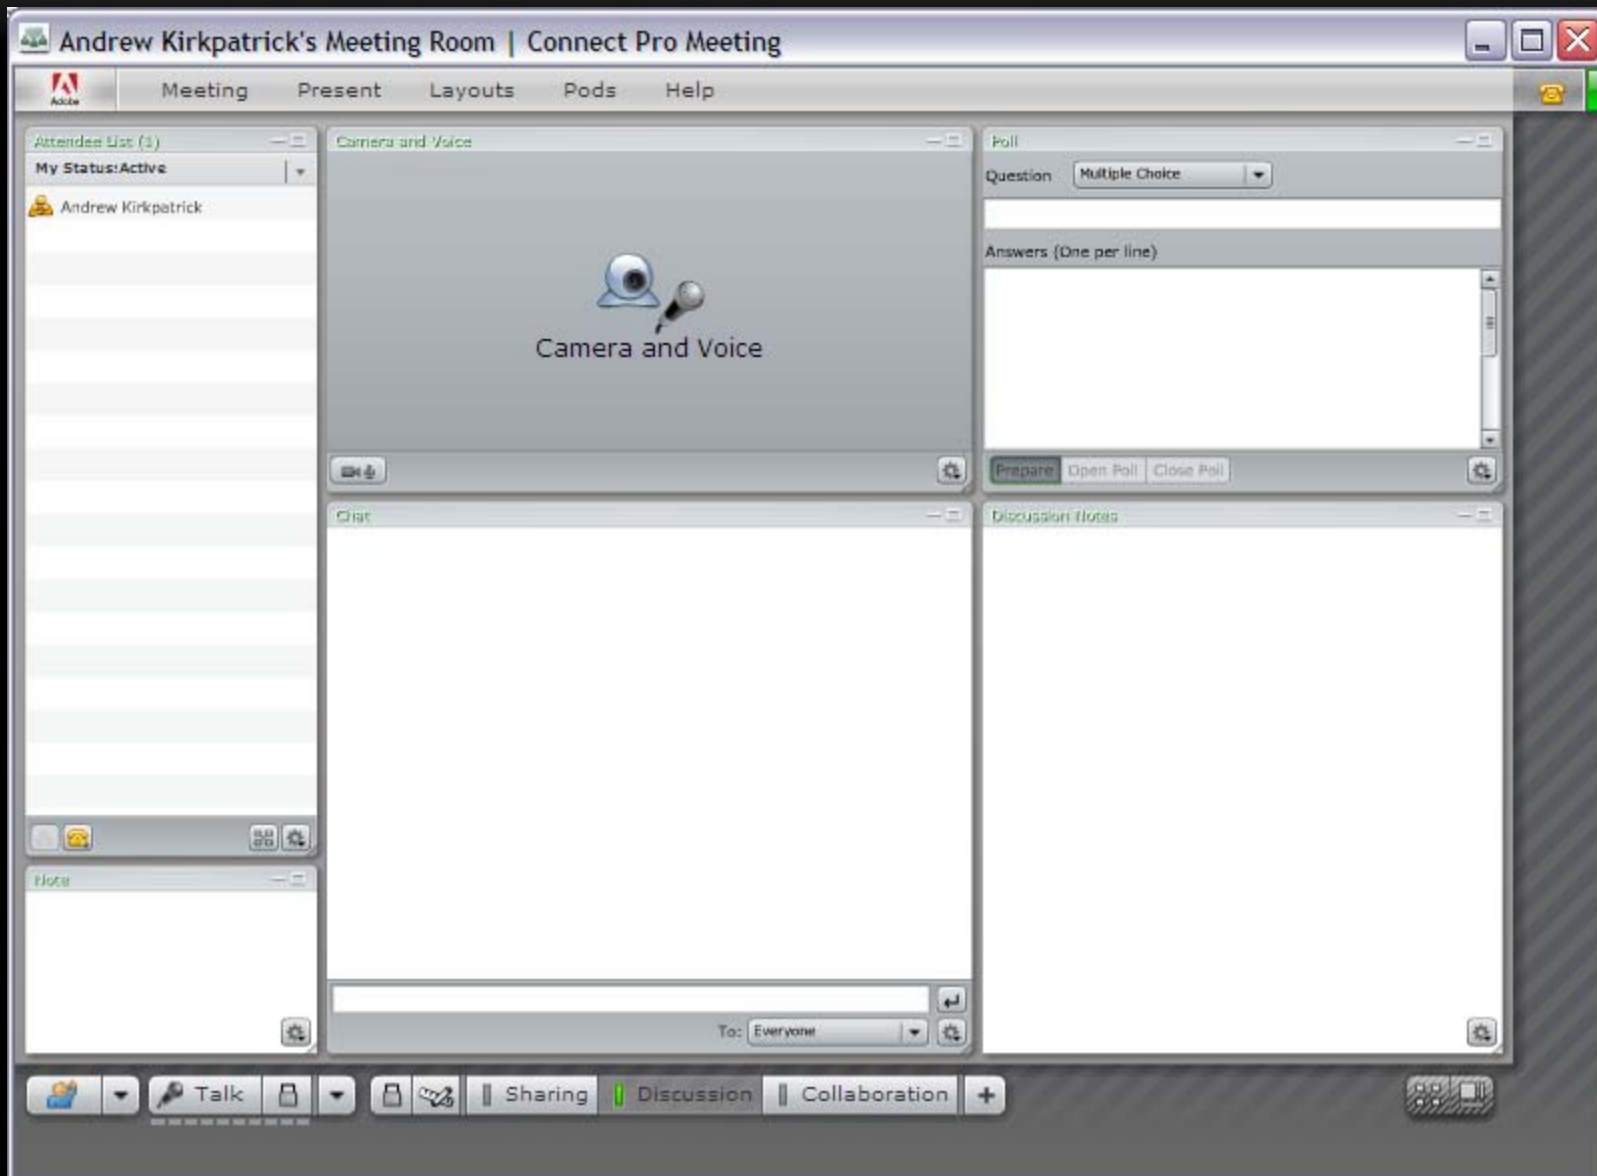 Andrew Kirkpatrick's Meeting Room | Connect Pro Meeting
Adobe
Meeting Present Layouts Pods Help
Attendee List (1)
My Status:Active
Andrew Kirkpatrick
Camera and Voice
Camera and Voice
Poll
Question Multiple Choice
Answers (One per line)
Prepare Open Poll Close Poll
Chat
Discussion Notes
Note
To: Everyone
Talk Sharing Discussion Collaboration +